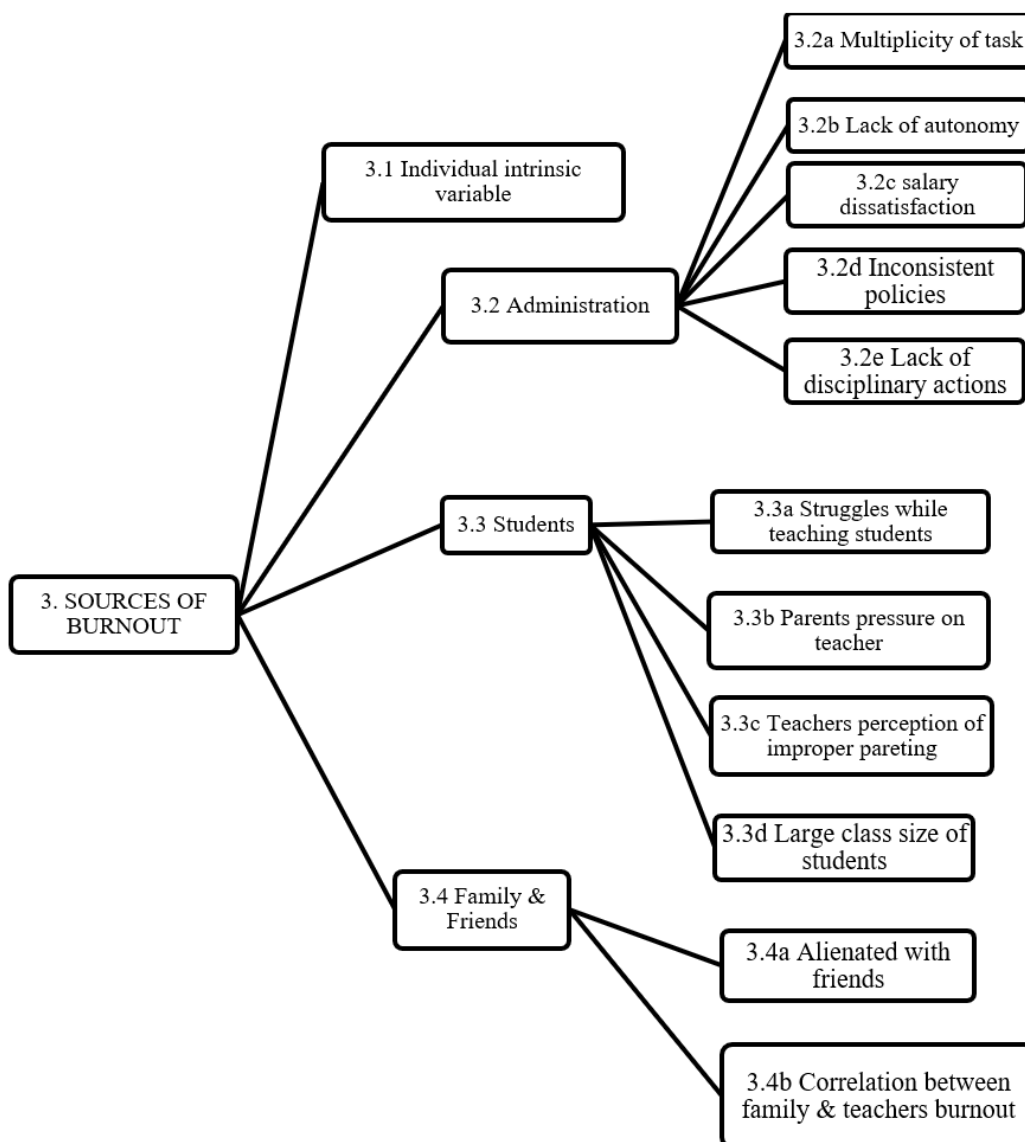 3. SOURCES OF
BURNOUT
3.1 Individual intrinsic
variable
3.2 Administration
3.2a Multiplicity of task
3.2b Lack of autonomy
3.2c salary
dissatisfaction
3.2d Inconsistent
policies
3.2e Lack of
disciplinary actions
3.3 Students
3.3a Struggles while
teaching students
3.3b Parents pressure on
teacher
3.3c Teachers perception of
improper pareting
3.3d Large class size of
students
3.4 Family &
Friends
3.4a Alienated with
friends
3.4b Correlation between
family & teachers burnout